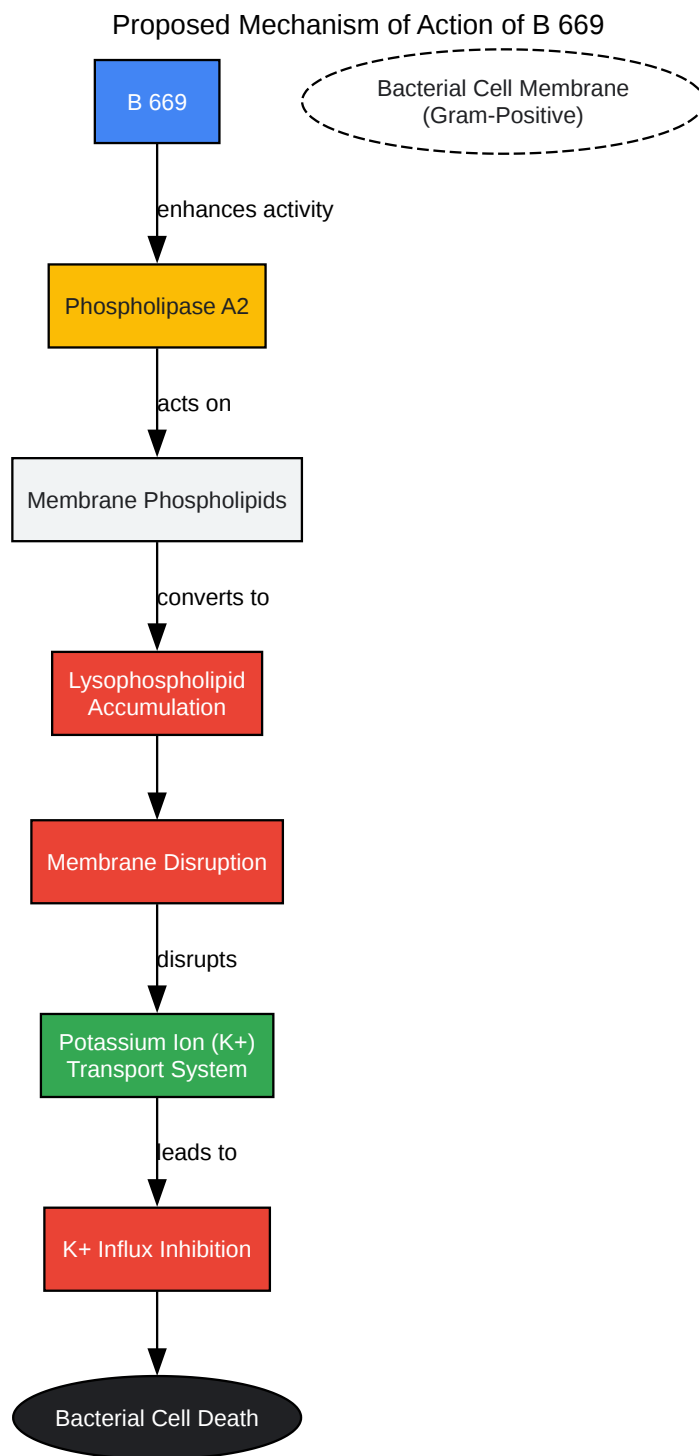 Proposed Mechanism of Action of B 669
B 669
Bacterial Cell Membrane
(Gram-Positive)
enhances activity
Phospholipase A2
acts on
Membrane Phospholipids
converts to
Lysophospholipid
Accumulation
Membrane Disruption
disrupts
Potassium Ion (K+)
Transport System
leads to
K+ Influx Inhibition
Bacterial Cell Death